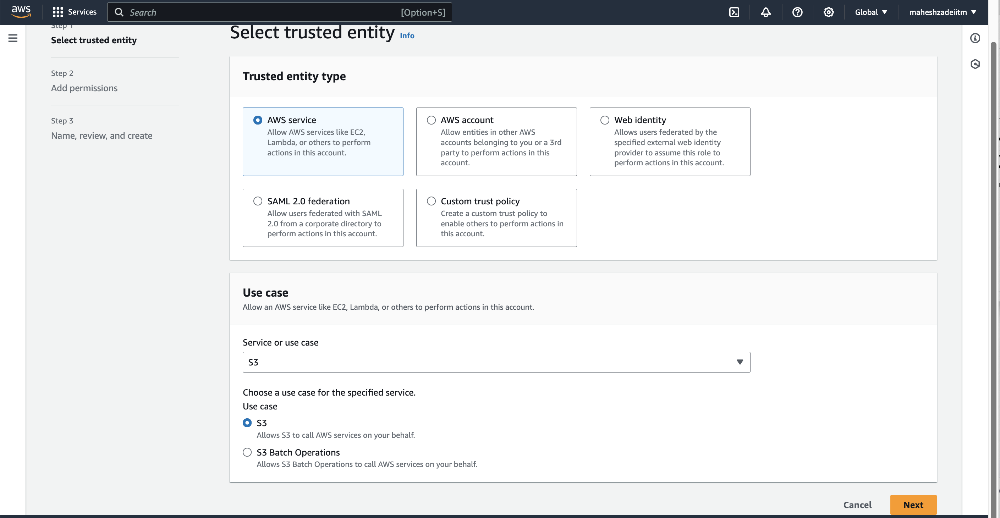 aws
Services
Search
[Option+S]
Global
maheshzadeiitm
Step 1
Select trusted entity
Step 2
Add permissions
Step 3
Name, review, and create
Select trusted entity Info
Trusted entity type
AWS service
Allow AWS services like EC2,
Lambda, or others to perform
actions in this account.
AWS account
Allow entities in other AWS
accounts belonging to you or a 3rd
party to perform actions in this
account.
Web identity
Allows users federated by the
specified external web identity
provider to assume this role to
perform actions in this account.
SAML 2.0 federation
Allow users federated with SAML
2.0 from a corporate directory to
perform actions in this account.
Custom trust policy
Create a custom trust policy to
enable others to perform actions in
this account.
Use case
Allow an AWS service like EC2, Lambda, or others to perform actions in this account.
Service or use case
S3
Choose a use case for the specified service.
Use case
S3
Allows S3 to call AWS services on your behalf.
S3 Batch Operations
Allows S3 Batch Operations to call AWS services on your behalf.
Cancel
Next